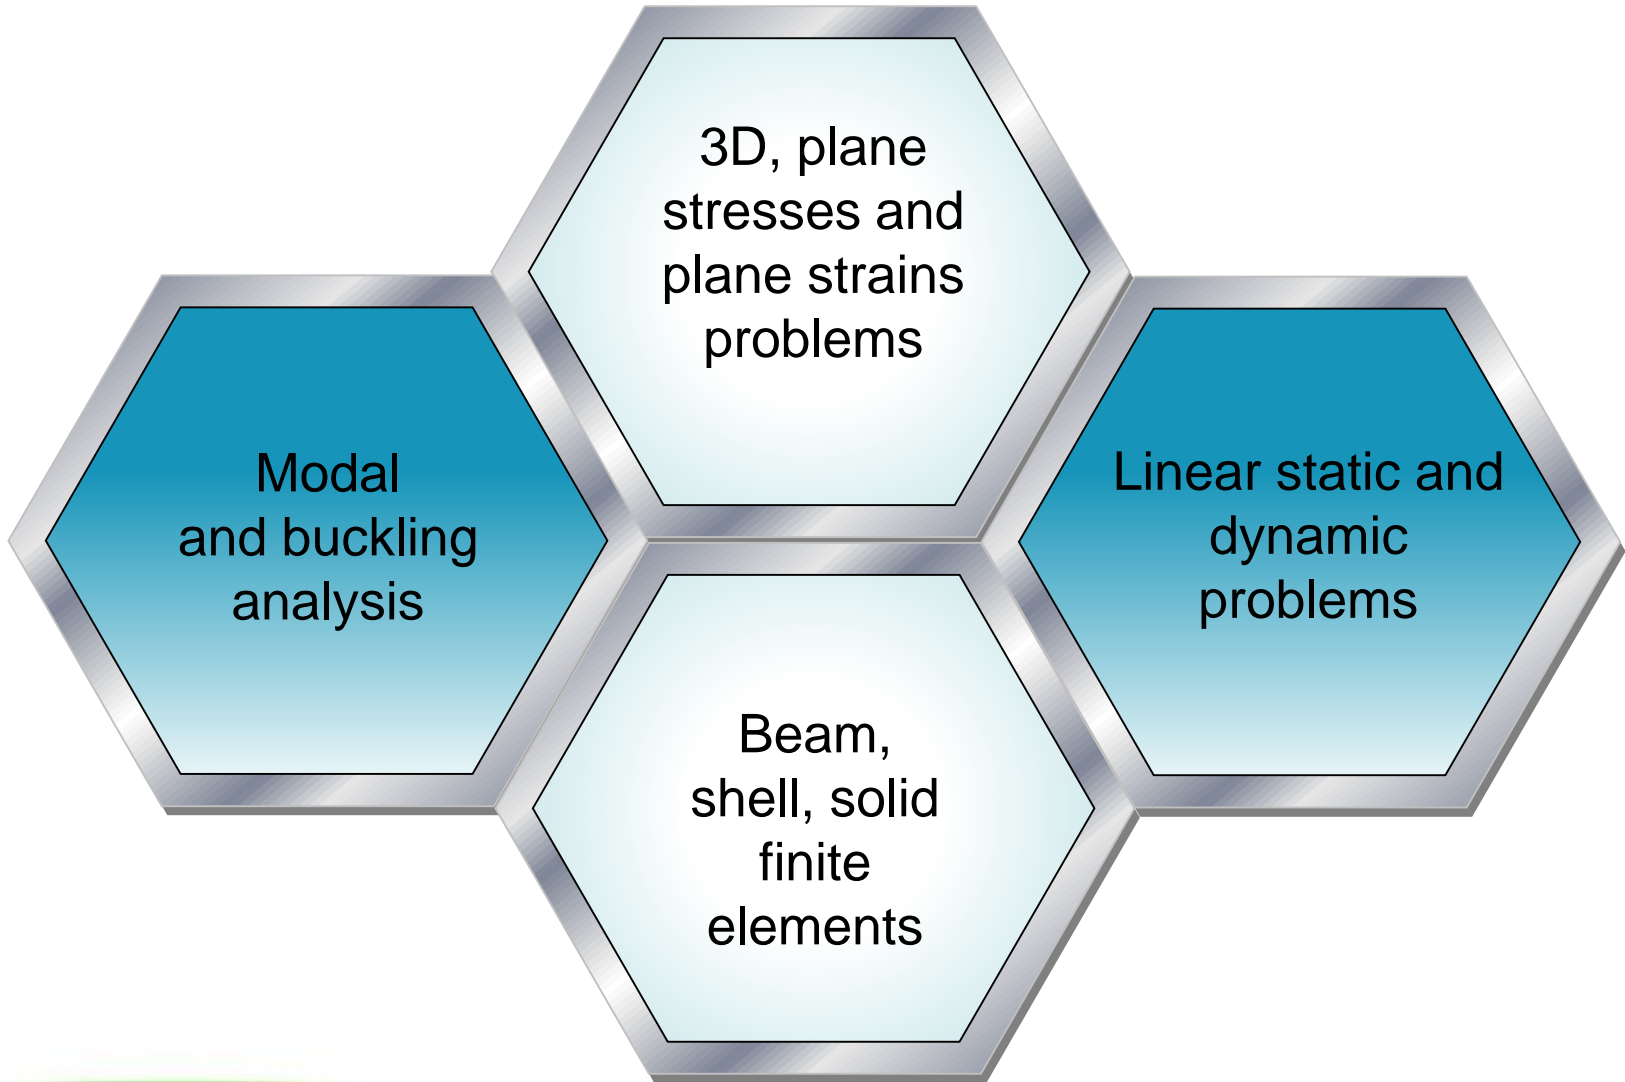 3D, plane
stresses and
plane strains
problems
Modal
and buckling
analysis
Linear static and
dynamic
problems
Beam,
shell, solid
finite
elements